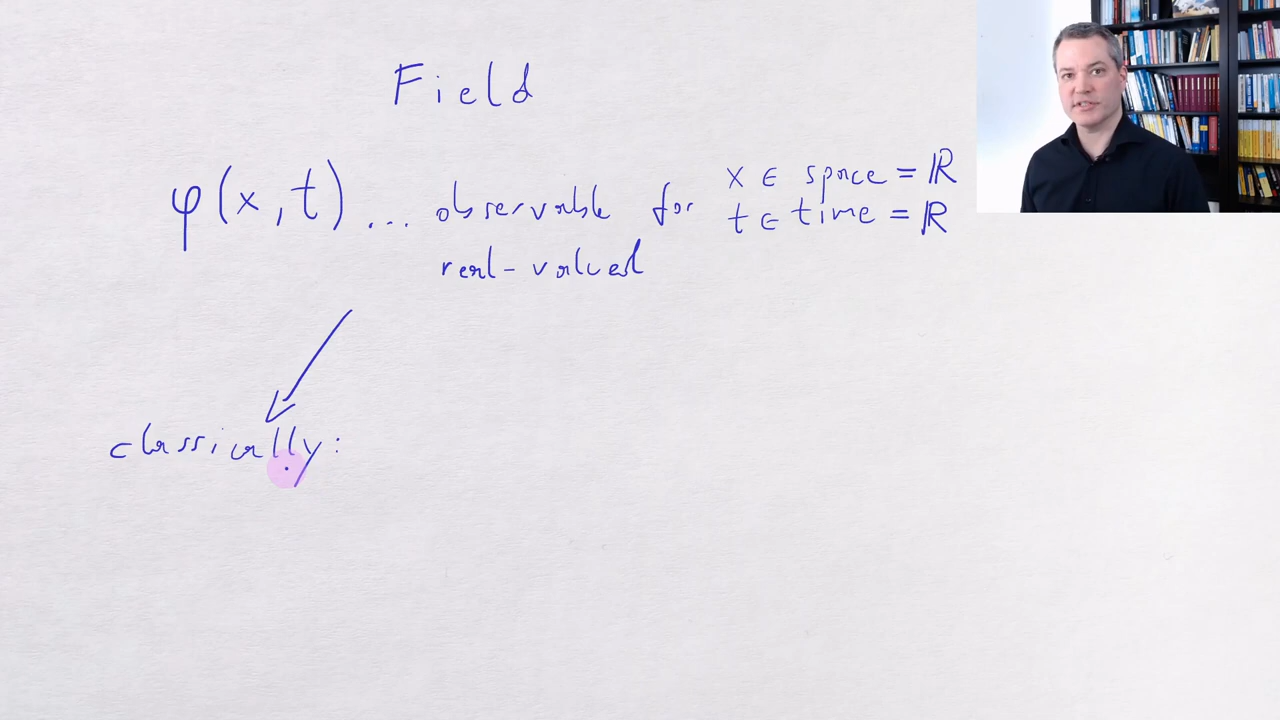 Field
φ(x,t) ... observable for x ∈ space = ℝ
t ∈ time = ℝ
real-valued
classically: